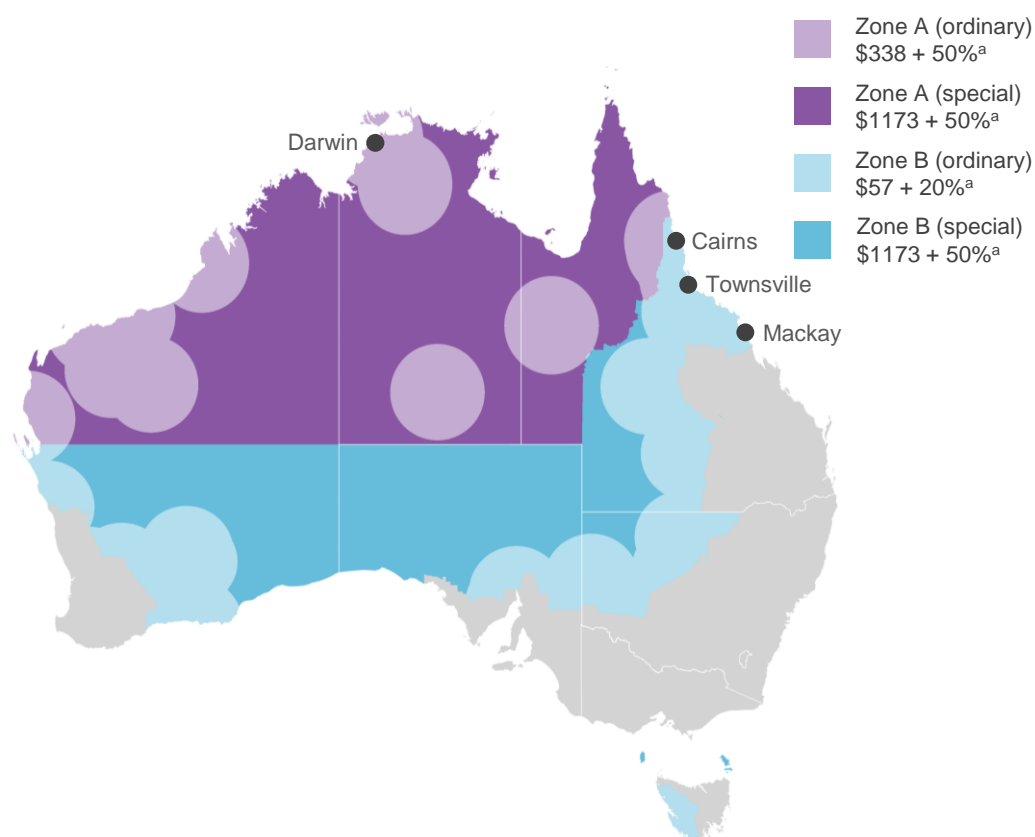 Zone A (ordinary)
$338 + 50%ᵃ
Zone A (special)
$1173 + 50%ᵃ
Zone B (ordinary)
$57 + 20%ᵃ
Zone B (special)
$1173 + 50%ᵃ
Darwin
Cairns
Townsville
Mackay